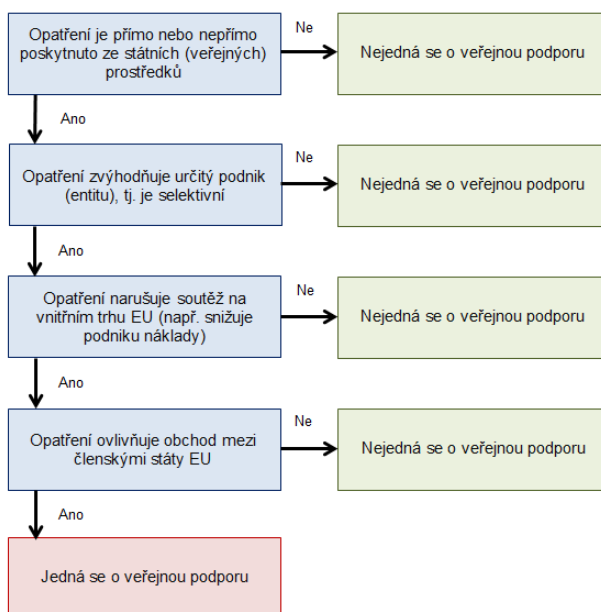 Opatření je přímo nebo nepřímo
poskytnuto ze státních (veřejných)
prostředků
Ne
Nejedná se o veřejnou podporu
Ano
Opatření zvýhodňuje určitý podnik
(entitu), tj. je selektivní
Ne
Nejedná se o veřejnou podporu
Ano
Opatření narušuje soutěž na
vnitřním trhu EU (např. snižuje
podniku náklady)
Ne
Nejedná se o veřejnou podporu
Ano
Opatření ovlivňuje obchod mezi
členskými státy EU
Ne
Nejedná se o veřejnou podporu
Ano
Jedná se o veřejnou podporu